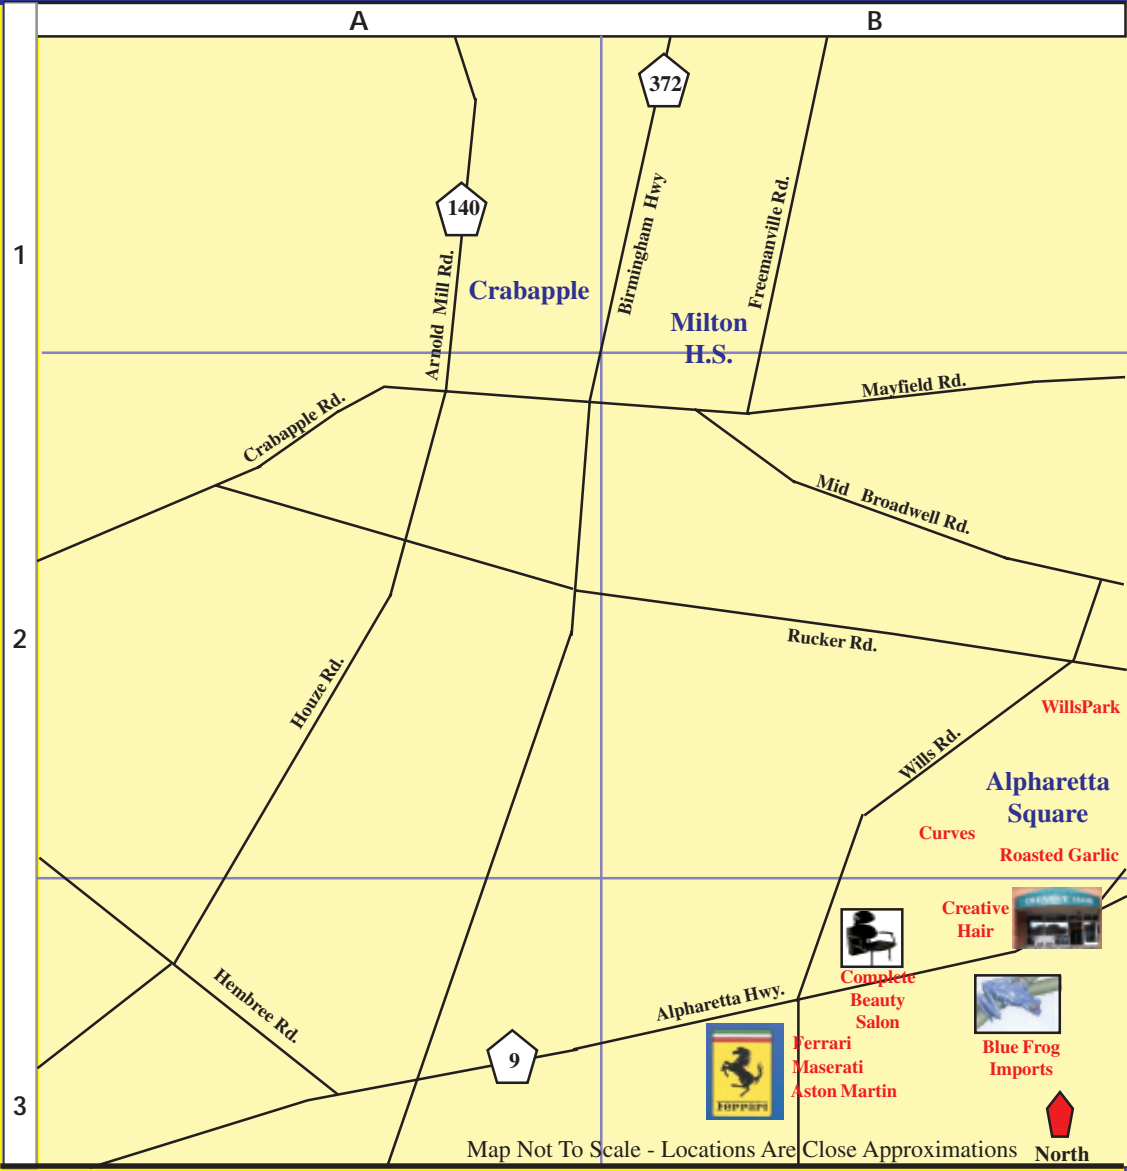 A
B
1
2
3
372
140
Arnold Mill Rd.
Crabapple
Birmingham Hwy
Freemanville Rd.
Milton
H.S.
Crabapple Rd.
Mayfield Rd.
Mid Broadwell Rd.
Rucker Rd.
Houze Rd.
WillsPark
Wills Rd.
Alpharetta
Square
Curves
Roasted Garlic
Creative
Hair
CREATIVE HAIR
Hembree Rd.
Complete
Beauty
Salon
Alpharetta Hwy.
9
Ferrari
Ferrari
Maserati
Aston Martin
Blue Frog
Imports
Map Not To Scale - Locations Are Close Approximations
North